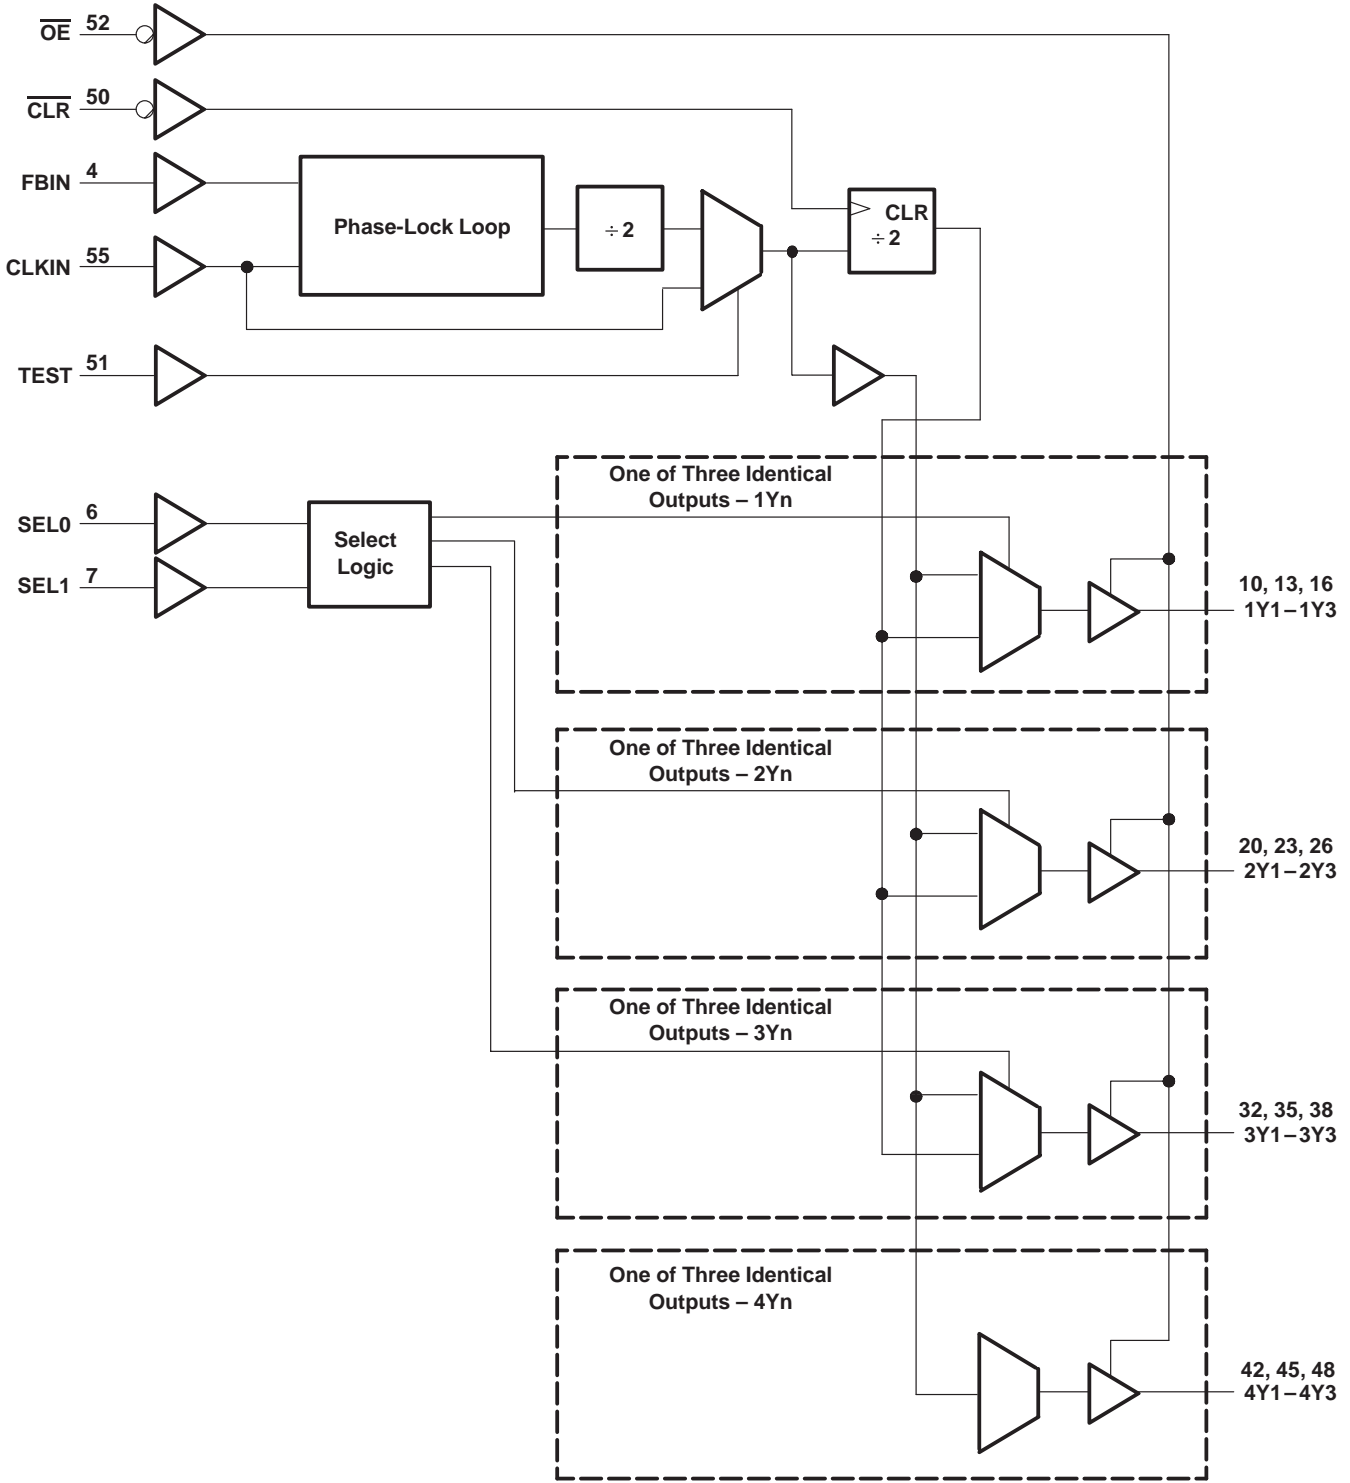 OE 52
CLR 50
FBIN 4
CLKIN 55
TEST 51
Phase-Lock Loop
÷ 2
CLR
÷ 2
SEL0 6
SEL1 7
Select
Logic
One of Three Identical
Outputs – 1Yn
10, 13, 16
1Y1–1Y3
One of Three Identical
Outputs – 2Yn
20, 23, 26
2Y1–2Y3
One of Three Identical
Outputs – 3Yn
32, 35, 38
3Y1–3Y3
One of Three Identical
Outputs – 4Yn
42, 45, 48
4Y1–4Y3